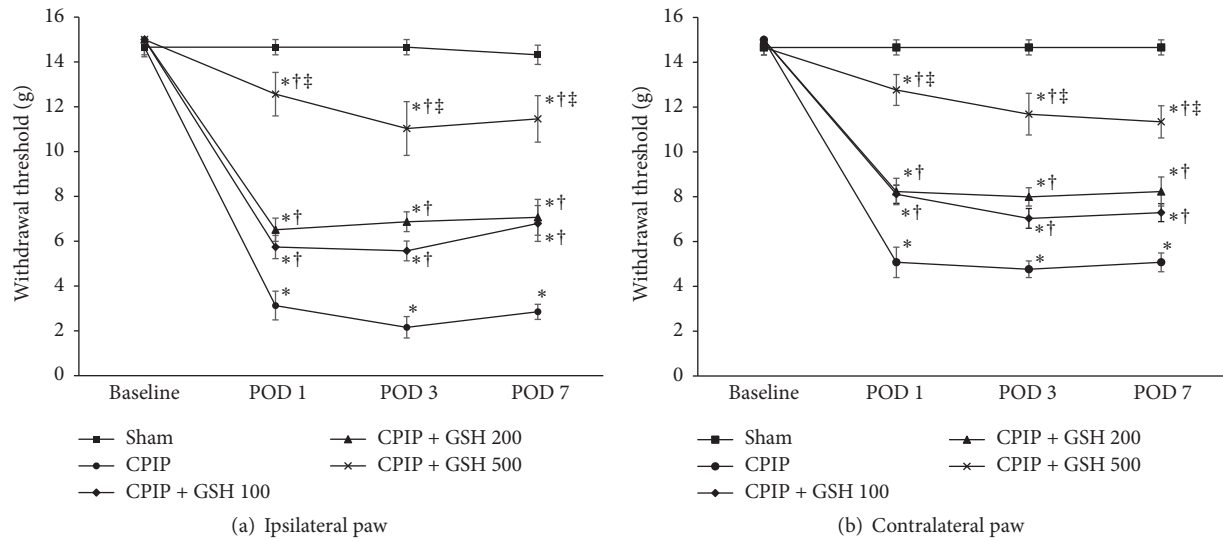 16
14
12
10
8
6
4
2
0
Withdrawal threshold (g)
*†‡
*†‡
*†‡
*†
*†
*†
*†
*†
*†
*
*
*
Baseline POD 1 POD 3 POD 7
Sham
CPIP
CPIP + GSH 100
CPIP + GSH 200
CPIP + GSH 500
(a) Ipsilateral paw
16
14
12
10
8
6
4
2
0
Withdrawal threshold (g)
*†‡
*†‡
*†‡
*†
*†
*†
*†
*†
*†
*
*
*
Baseline POD 1 POD 3 POD 7
Sham
CPIP
CPIP + GSH 100
CPIP + GSH 200
CPIP + GSH 500
(b) Contralateral paw